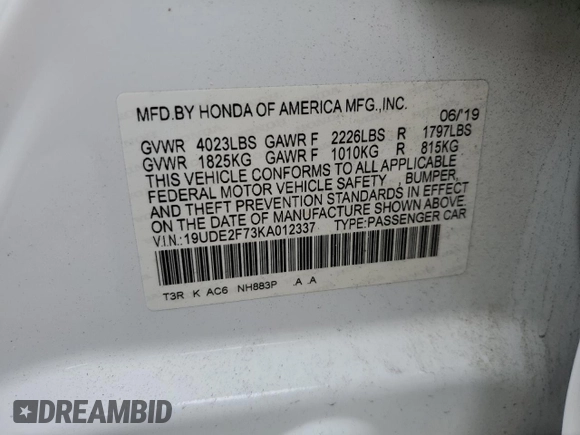 MFD.BY HONDA OF AMERICA MFG.,INC.
06/'19
GVWR 4023LBS GAWR F 2226LBS R 1797LBS
GVWR 1825KG GAWR F 1010KG R 815KG
THIS VEHICLE CONFORMS TO ALL APPLICABLE
FEDERAL MOTOR VEHICLE SAFETY , BUMPER,
AND THEFT PREVENTION STANDARDS IN EFFECT
ON THE DATE OF MANUFACTURE SHOWN ABOVE.
V.I.N.: 19UDE2F73KA012337 TYPE:PASSENGER CAR
T3R K AC6 NH883P .A .A
DREAMBID